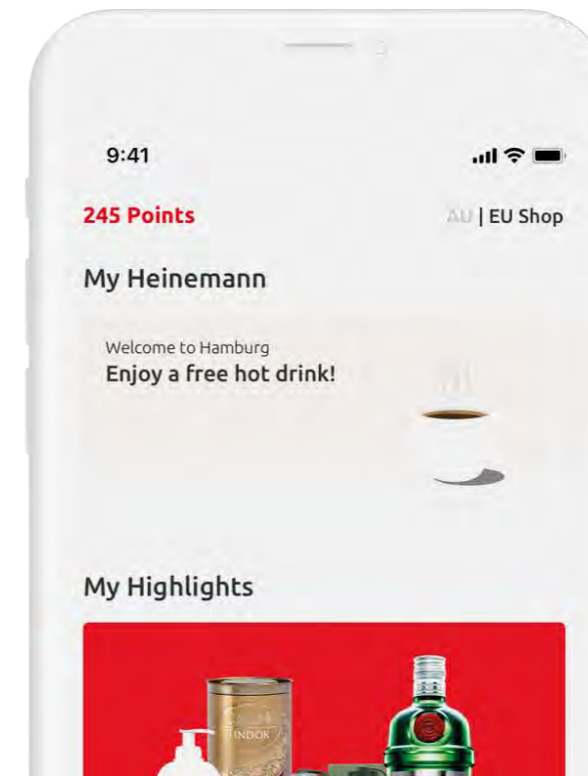 9:41
245 Points
AU | EU Shop
My Heinemann
Welcome to Hamburg
Enjoy a free hot drink!
My Highlights